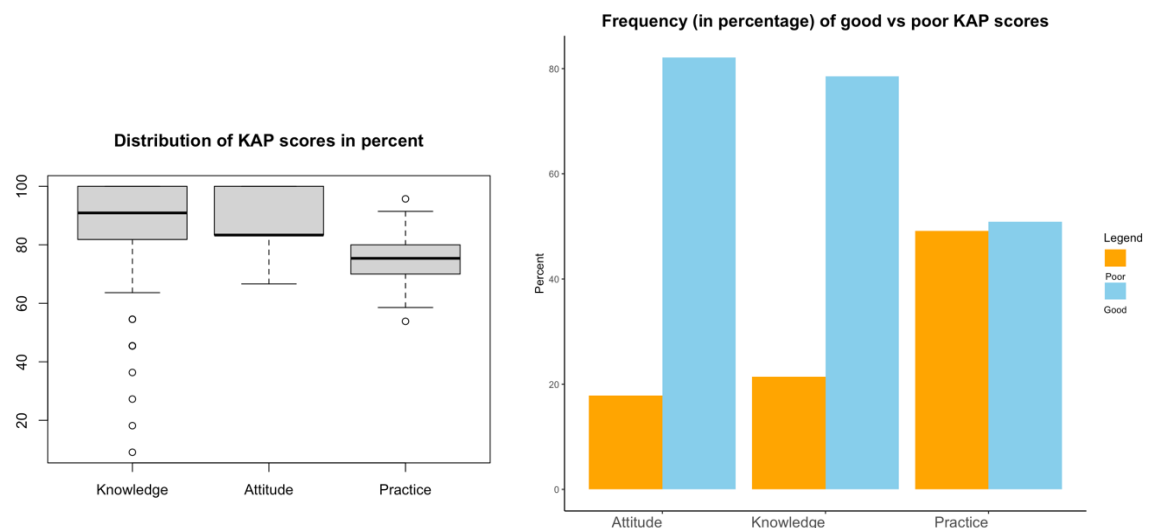 Distribution of KAP scores in percent
100
80
60
40
20
Knowledge Attitude Practice
Frequency (in percentage) of good vs poor KAP scores
Percent
80
60
40
20
0
Attitude Knowledge Practice
Legend
Poor
Good